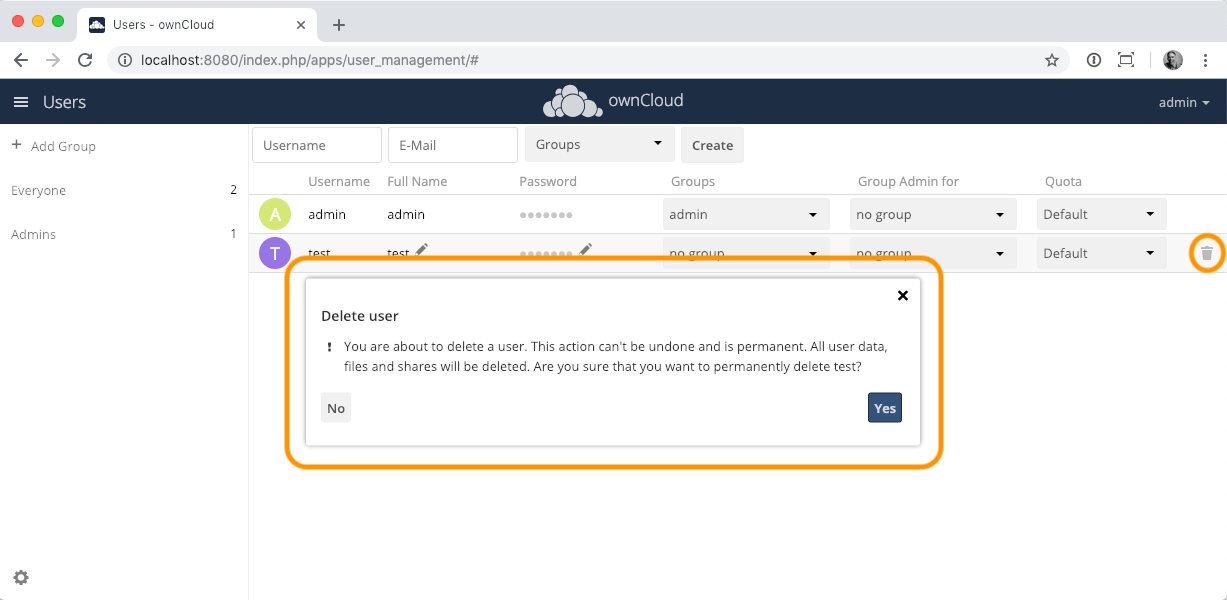 Users - ownCloud
localhost:8080/index.php/apps/user_management/#
Users
ownCloud
admin
+ Add Group
Everyone 2
Admins 1
Username E-Mail Groups Create
Username Full Name Password Groups Group Admin for Quota
A admin admin admin no group Default
T test test no group no group Default
Delete user
You are about to delete a user. This action can't be undone and is permanent. All user data,
files and shares will be deleted. Are you sure that you want to permanently delete test?
No Yes